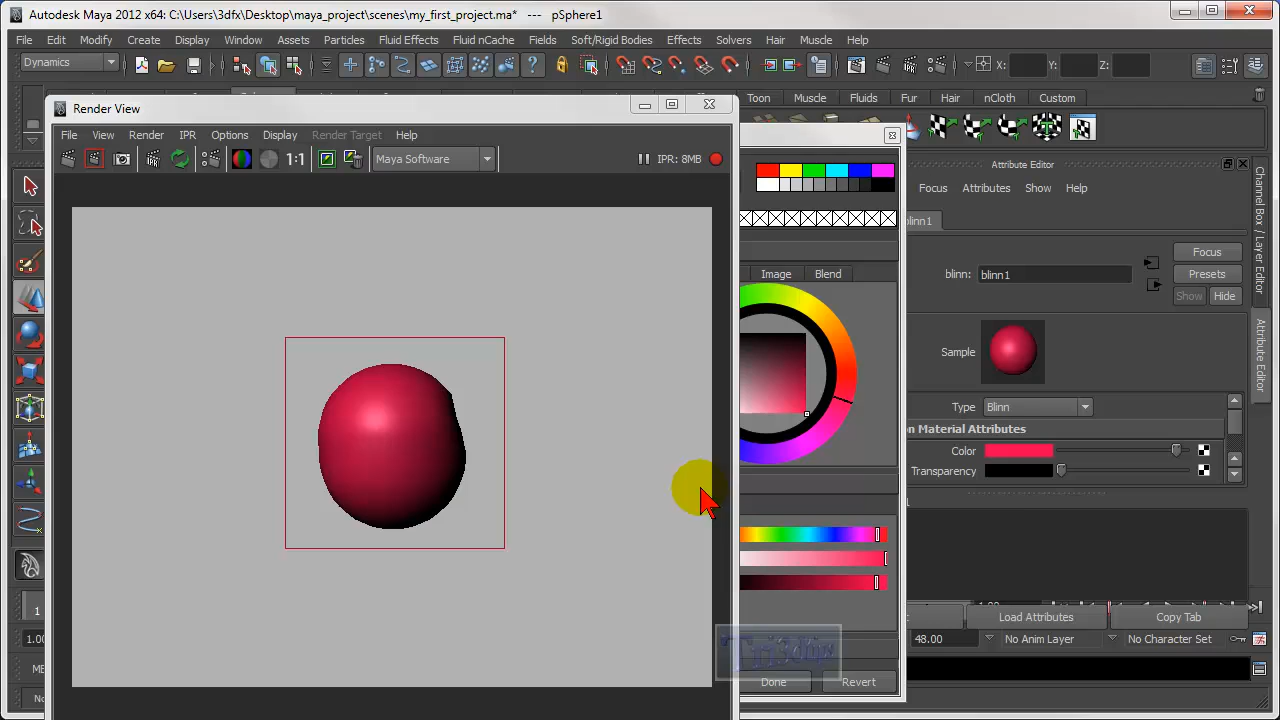 Autodesk Maya 2012 x64: C:\Users\3dfx\Desktop\maya_project\scenes\my_first_project.ma* --- pSphere1
File Edit Modify Create Display Window Assets Particles Fluid Effects Fluid nCache Fields Soft/Rigid Bodies Effects Solvers Hair Muscle Help
Dynamics X: Y: Z:
Toon Muscle Fluids Fur Hair nCloth Custom
Render View
File View Render IPR Options Display Render Target Help
1:1 Maya Software IPR: 8MB
Attribute Editor
Focus Attributes Show Help
blinn1
blinn: blinn1
Focus
Presets
Show Hide
Sample
Type Blinn
on Material Attributes
Color
Transparency
Image Blend
Load Attributes Copy Tab
1
1.00
48.00 No Anim Layer No Character Set
Done Revert
Channel Box / Layer Editor
Attribute Editor